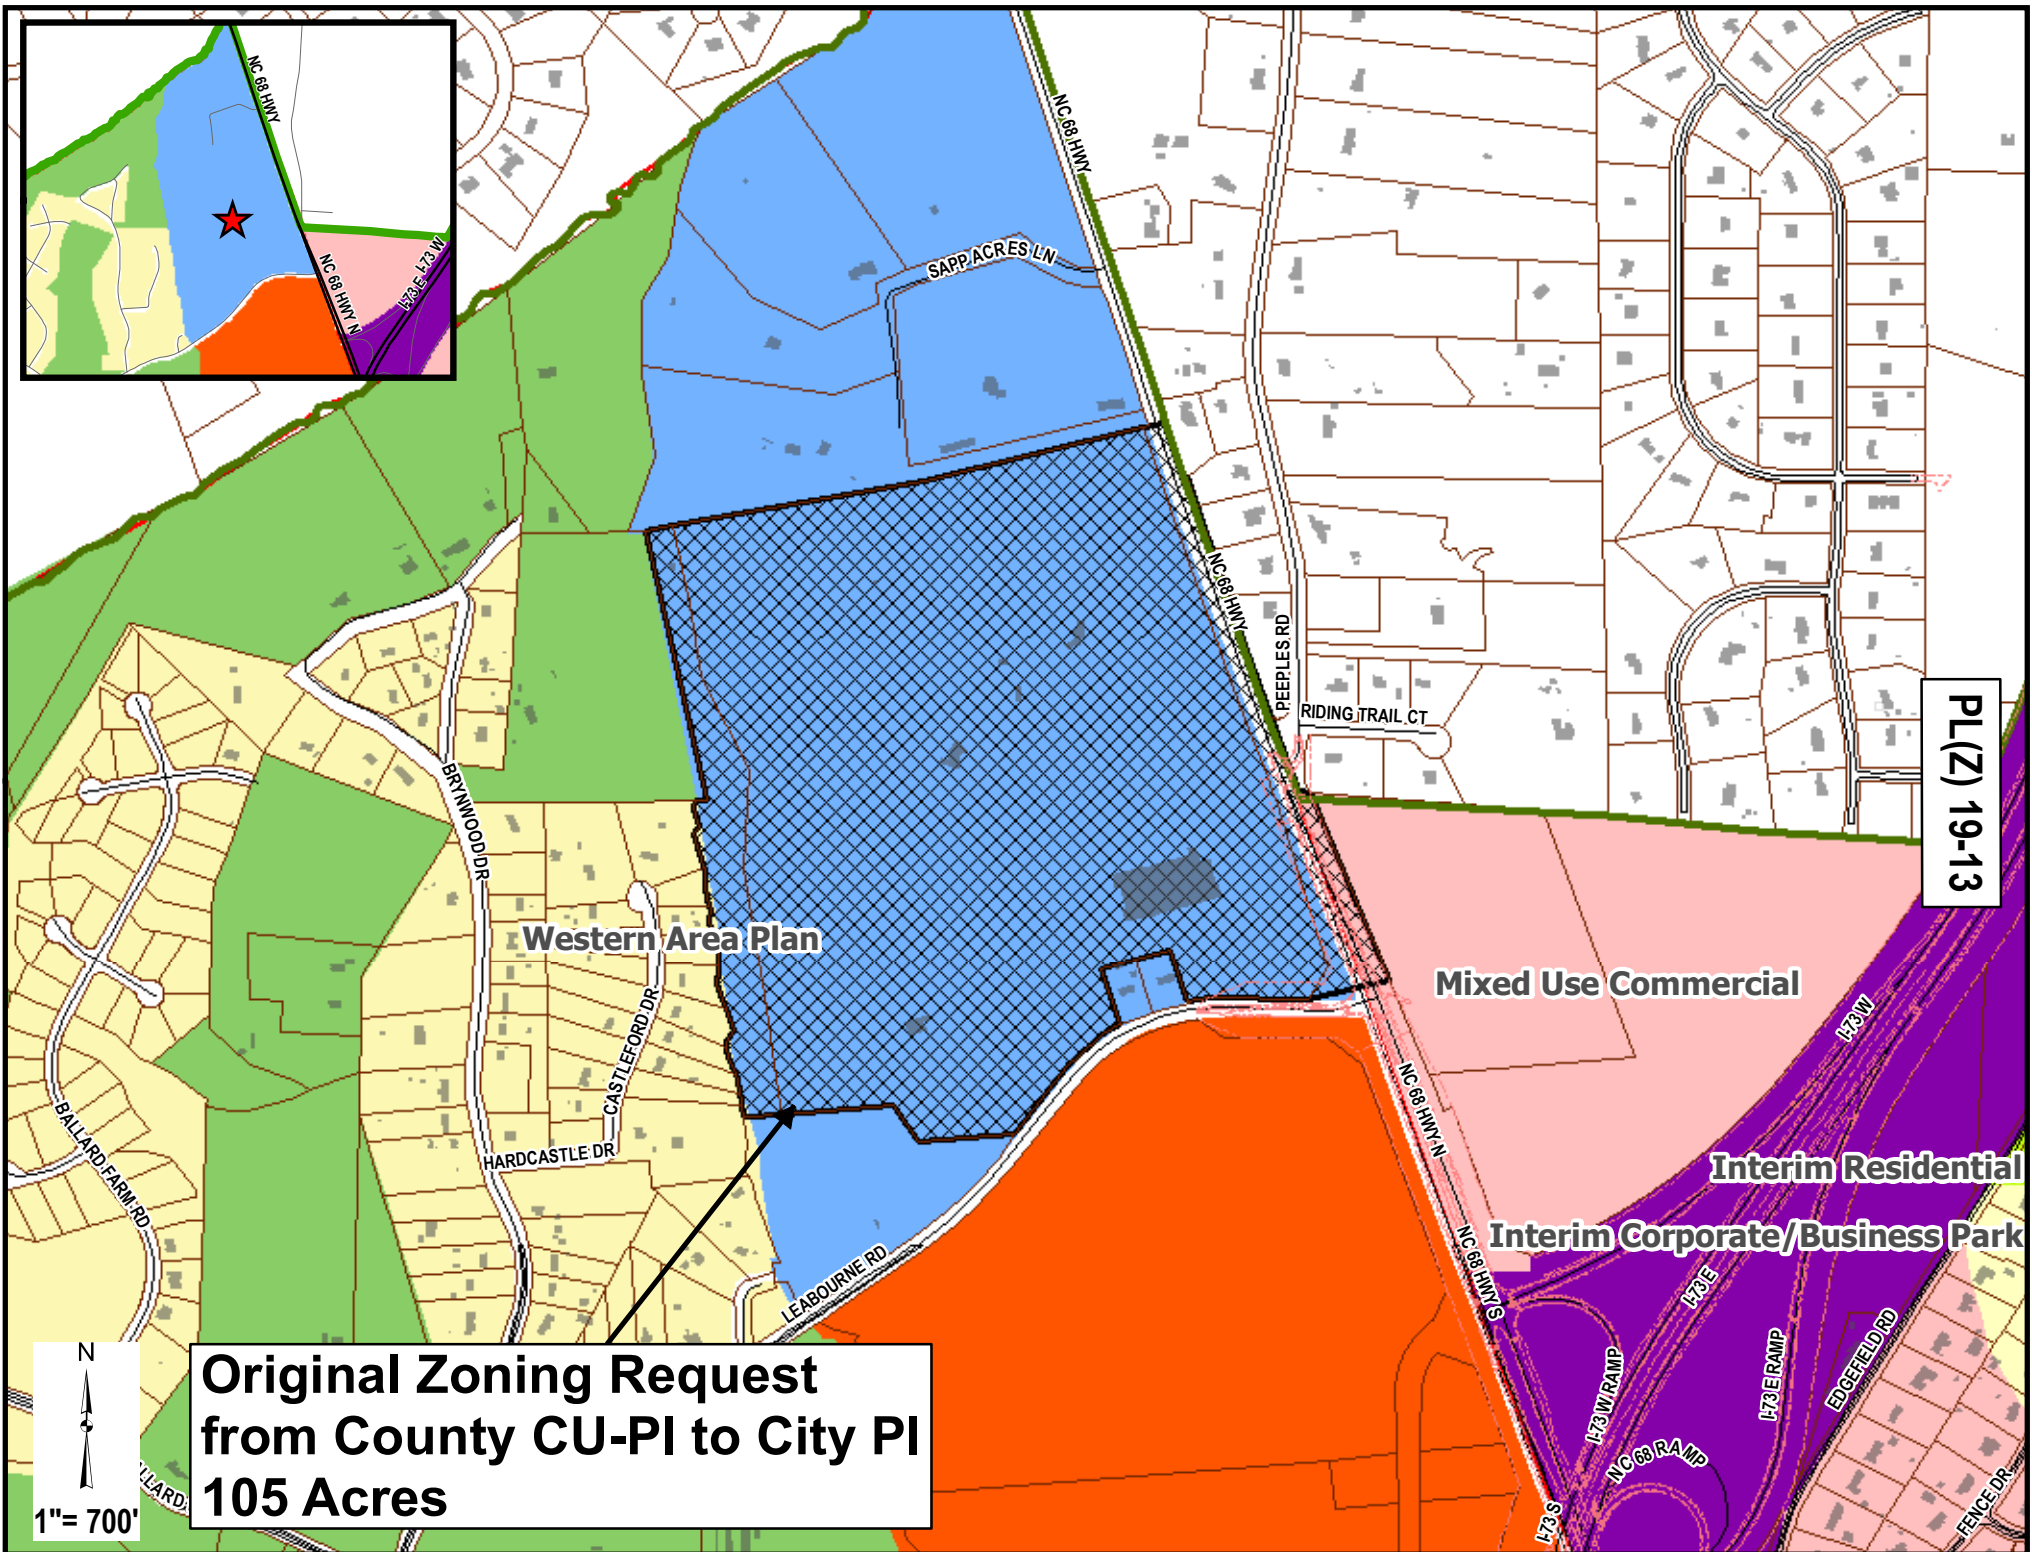 NC 68 HWY
NC 68 HWY N
I-73 E
I-73 W
NC 68 HWY
SAPP ACRES LN
NC 68 HWY
PEEPLES RD
RIDING TRAIL CT
PL(Z) 19-13
BRYNWOOD DR
Western Area Plan
Mixed Use Commercial
CASTLEFORD DR
I-73 W
NC 68 HWY N
BALLARD FARM RD
HARDCASTLE DR
Interim Residential
Interim Corporate/Business Park
NC 68 HWY S
LEABOURNE RD
I-73 E
I-73 W RAMP
I-73 E RAMP
EDGEFIELD RD
NC 68 RAMP
I-73 S
FENCE DR
N
1"= 700'
Original Zoning Request
from County CU-PI to City PI
105 Acres